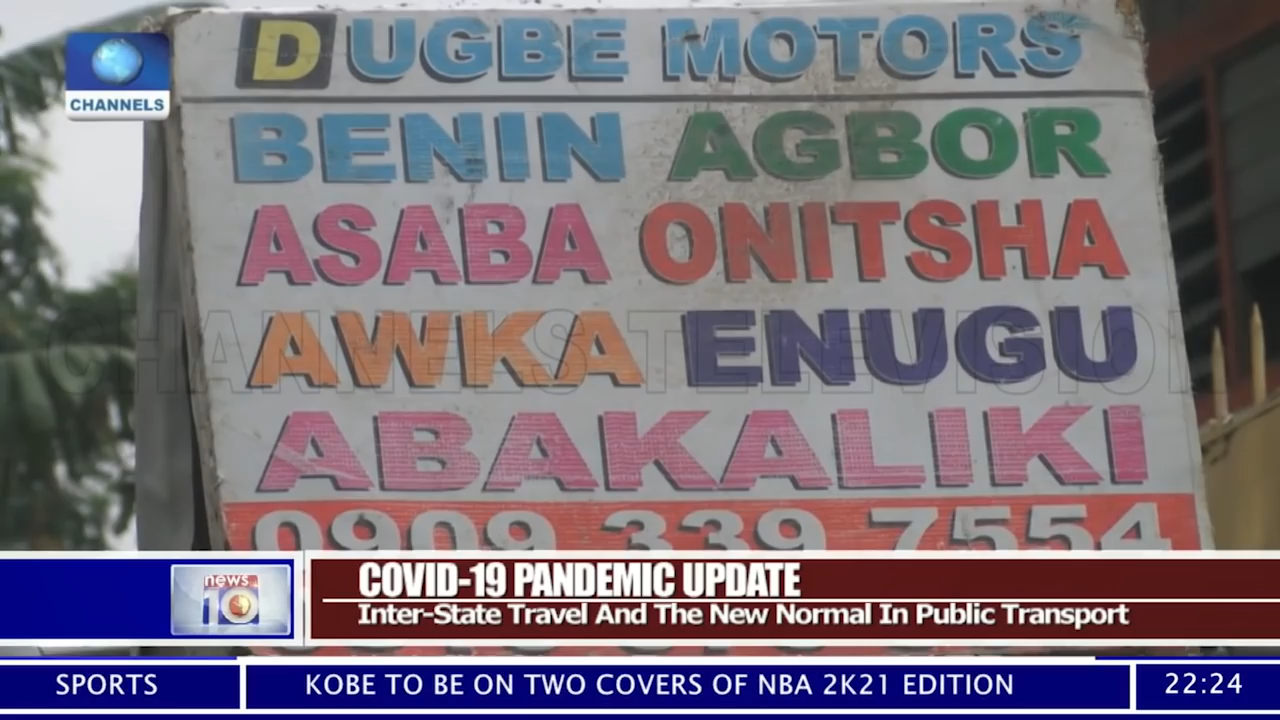 DUGBE MOTORS
CHANNELS
BENIN AGBOR
ASABA ONITSHA
CHANNELS TELEVISION
AWKA ENUGU
ABAKALIKI
0909 339 7554
news
10
COVID-19 PANDEMIC UPDATE
Inter-State Travel And The New Normal In Public Transport
SPORTS
KOBE TO BE ON TWO COVERS OF NBA 2K21 EDITION
22:24